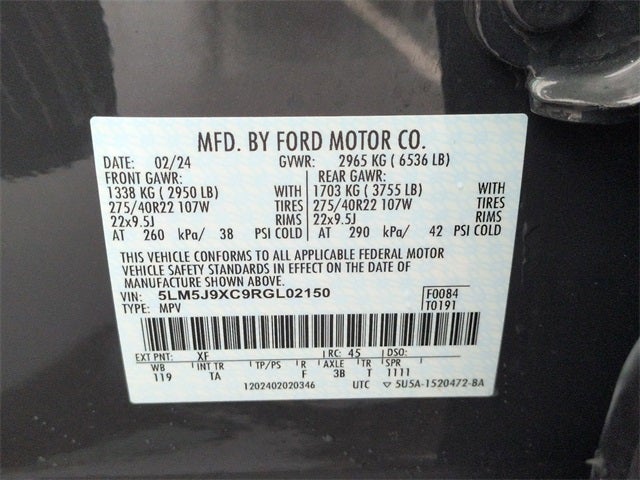 MFD. BY FORD MOTOR CO.
DATE: 02/24 GVWR: 2965 KG ( 6536 LB)
FRONT GAWR: REAR GAWR:
1338 KG ( 2950 LB) WITH 1703 KG ( 3755 LB) WITH
275/40R22 107W TIRES 275/40R22 107W TIRES
22x9.5J RIMS 22x9.5J RIMS
AT 260 kPa/ 38 PSI COLD AT 290 kPa/ 42 PSI COLD
THIS VEHICLE CONFORMS TO ALL APPLICABLE FEDERAL MOTOR
VEHICLE SAFETY STANDARDS IN EFFECT ON THE DATE OF
MANUFACTURE SHOWN ABOVE.
VIN: 5LM5J9XC9RGL02150 F0084
TYPE: MPV T0191
EXT PNT: XF RC: 45 DSO:
WB INT TR TP/PS R AXLE TR SPR
119 TA F 3B T 1111
1202402020346 UTC ▽ 5U5A-1520472-BA